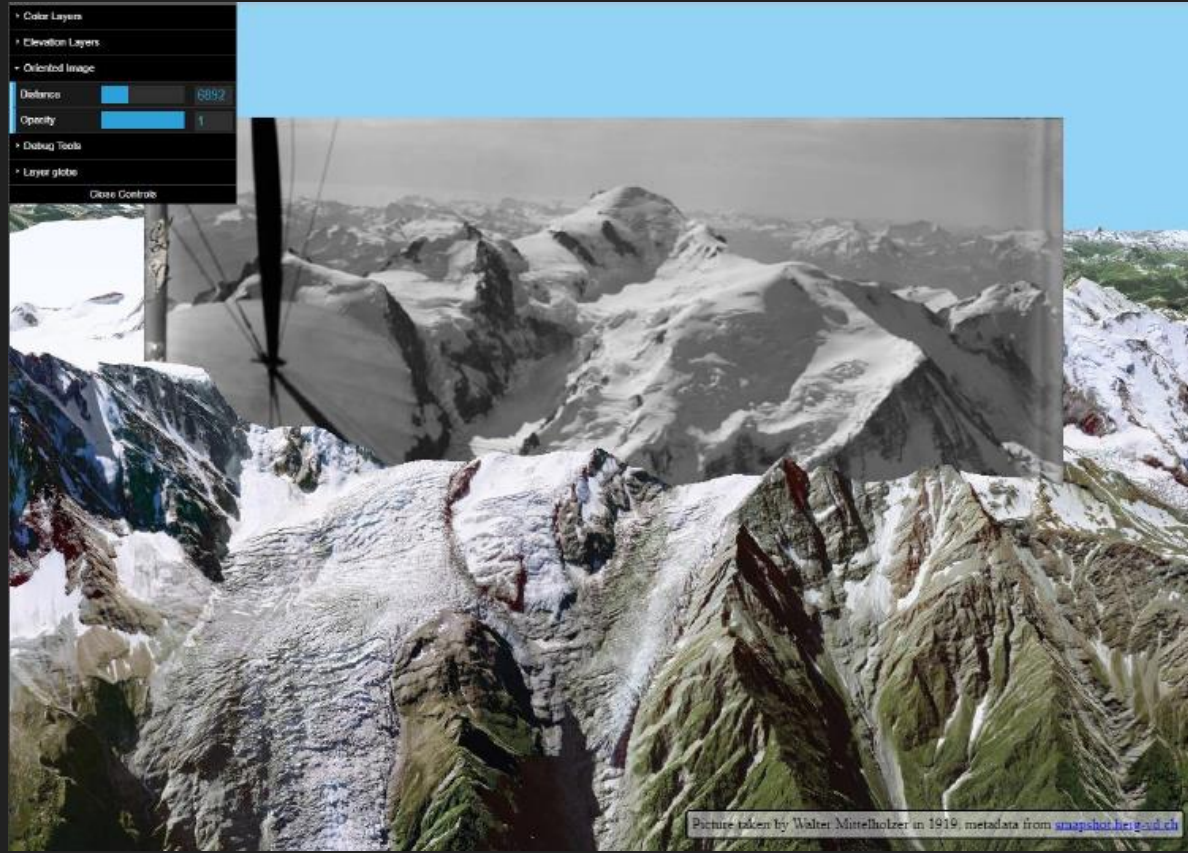 Color Layers
Elevation Layers
Oriented Image
Distance 6892
Opacity 1
Debug Tools
Layer globe
Close Controls
Picture taken by Walter Mittelholzer in 1919, metadata from smapshot.heig-vd.ch